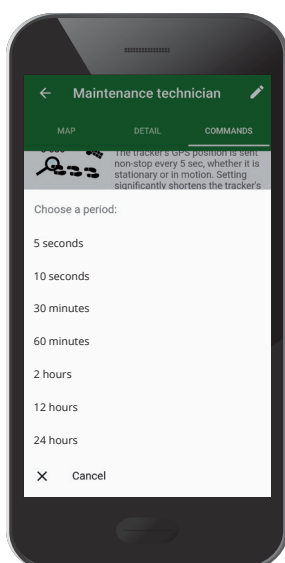 Maintenance technician
MAP DETAIL COMMANDS
The tracker's GPS position is sent
non-stop every 5 sec, whether it is
stationary or in motion. Setting
significantly shortens the tracker's
Choose a period:
5 seconds
10 seconds
30 minutes
60 minutes
2 hours
12 hours
24 hours
Cancel